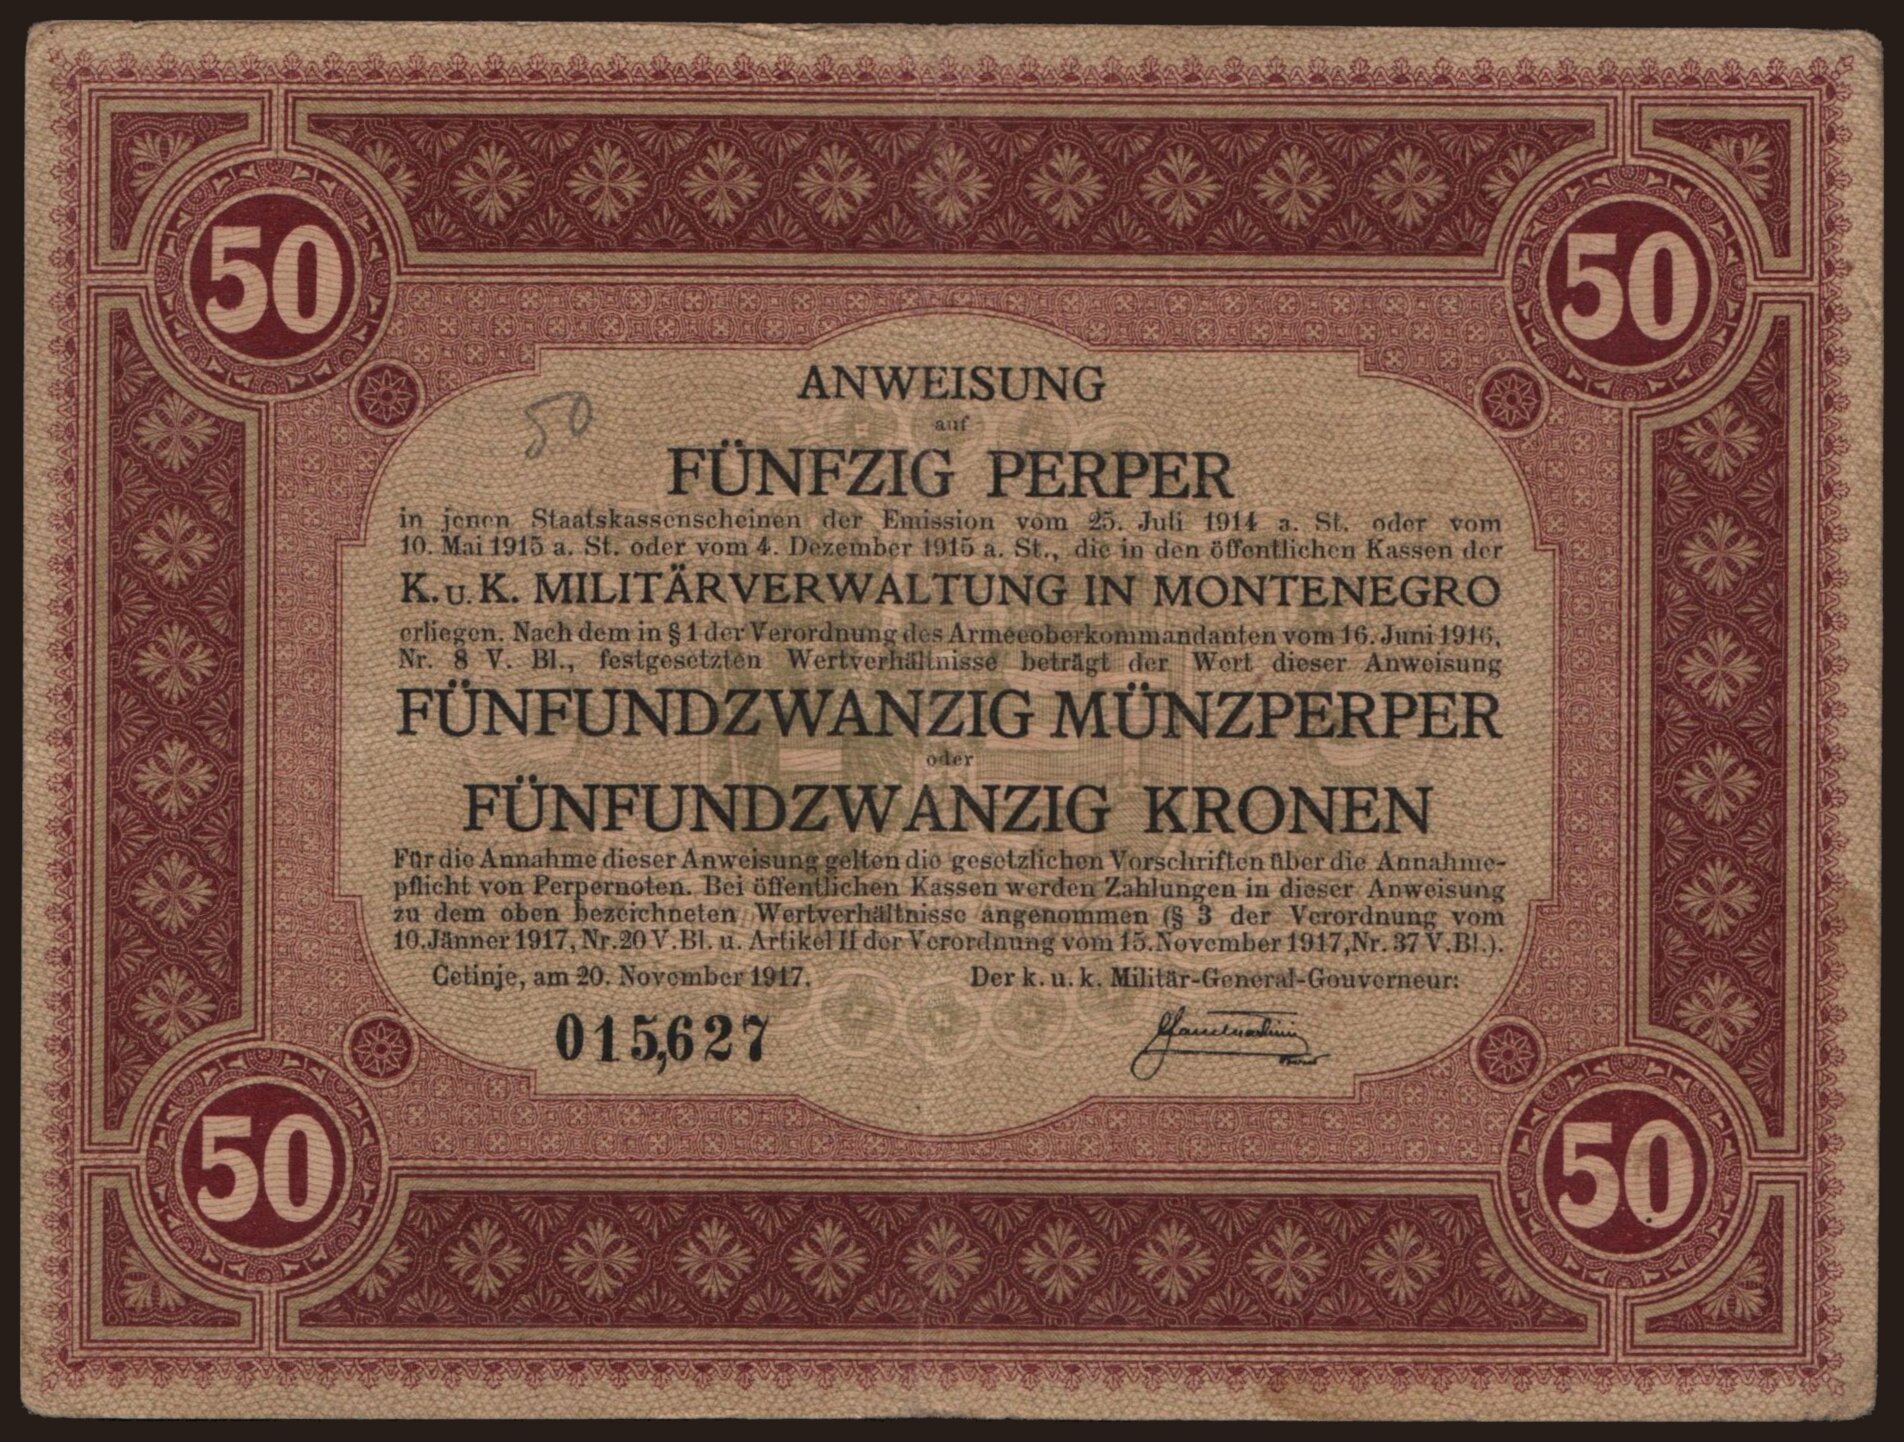 50 50
ANWEISUNG
50
auf
FÜNFZIG PERPER
in jenen Staatskassenscheinen der Emission vom 25. Juli 1914 a. St. oder vom
10. Mai 1915 a. St. oder vom 4. Dezember 1915 a. St., die in den öffentlichen Kassen der
K. u. K. MILITÄRVERWALTUNG IN MONTENEGRO
erliegen. Nach dem in § 1 der Verordnung des Armeeoberkommandanten vom 16. Juni 1916,
Nr. 8 V. Bl., festgesetzten Wertverhältnisse beträgt der Wert dieser Anweisung
FÜNFUNDZWANZIG MÜNZPERPER
oder
FÜNFUNDZWANZIG KRONEN
Für die Annahme dieser Anweisung gelten die gesetzlichen Vorschriften über die Annahme-
pflicht von Perpernoten. Bei öffentlichen Kassen werden Zahlungen in dieser Anweisung
zu dem oben bezeichneten Wertverhältnisse angenommen (§ 3 der Verordnung vom
10. Jänner 1917, Nr. 20 V. Bl. u. Artikel II der Verordnung vom 15. November 1917, Nr. 37 V. Bl.).
Cetinje, am 20. November 1917. Der k. u. k. Militär-General-Gouverneur:
015,627
50 50